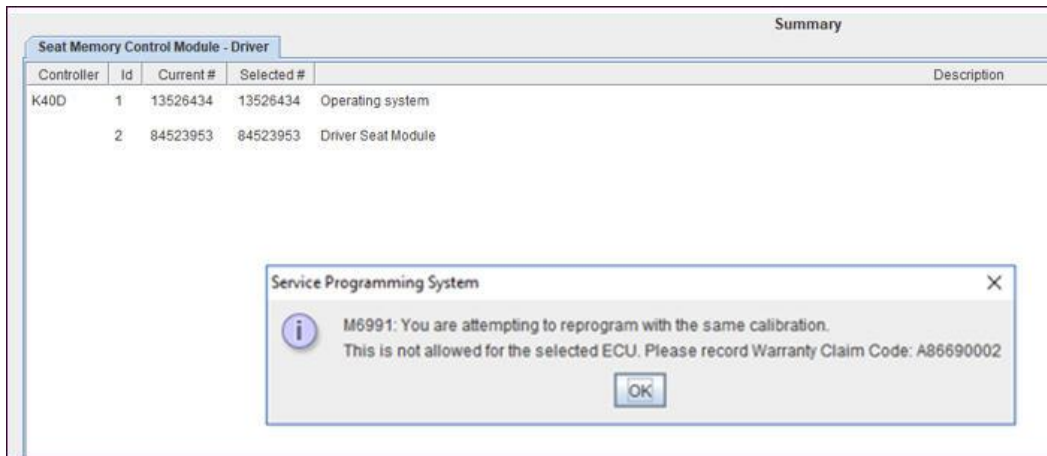 Summary
Seat Memory Control Module - Driver
Controller Id Current # Selected # Description
K40D 1 13526434 13526434 Operating system
2 84523953 84523953 Driver Seat Module
Service Programming System
M6991: You are attempting to reprogram with the same calibration.
This is not allowed for the selected ECU. Please record Warranty Claim Code: A86690002
OK